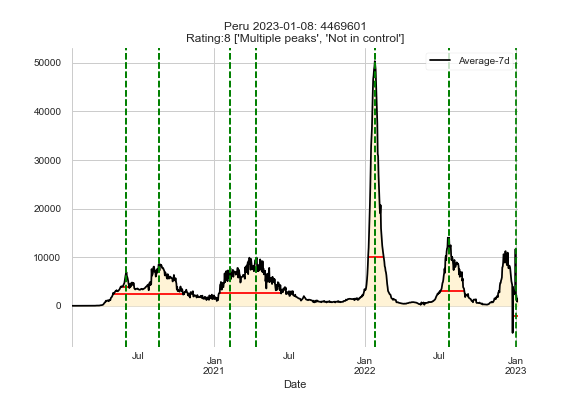 Peru 2023-01-08: 4469601
Rating:8 ['Multiple peaks', 'Not in control']
Average-7d
50000
40000
30000
20000
10000
0
Jul
Jan
2021
Jul
Jan
2022
Jul
Jan
2023
Date